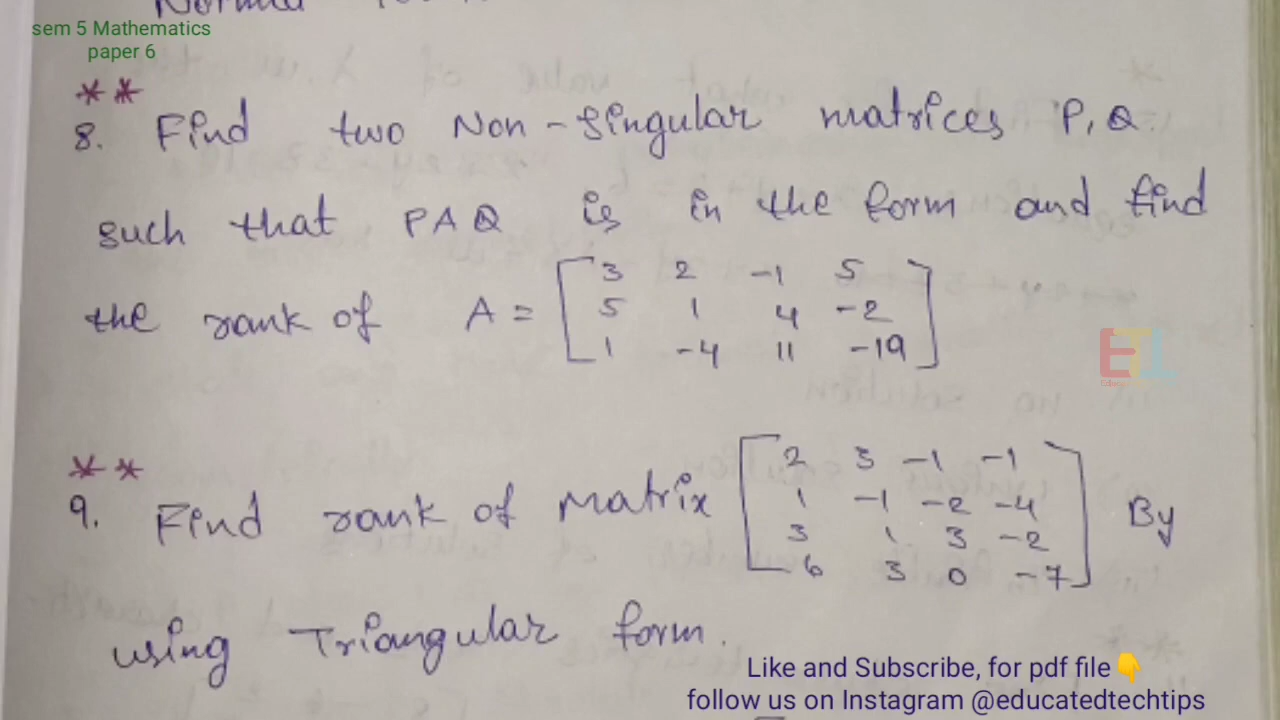 sem 5 Mathematics
paper 6
**
8. Find two Non-Singular matrices P, Q
such that PAQ is in the form and find
the rank of A = [3 2 -1 5
5 1 4 -2
1 -4 11 -19]
**
9. Find rank of Matrix [2 3 -1 -1
1 -1 -2 -4
3 1 3 -2
6 3 0 -7] By
using Triangular form.
ETL
Like and Subscribe, for pdf file👇
follow us on Instagram @educatedtechtips